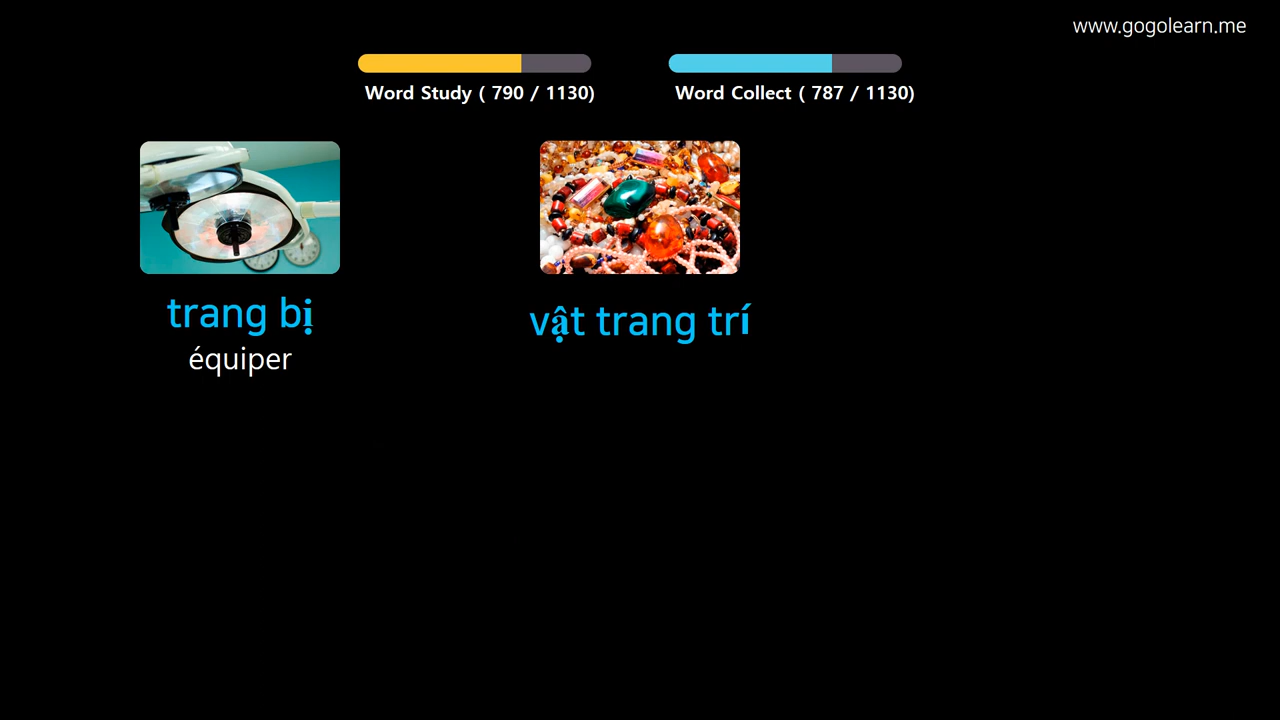 www.gogolearn.me
Word Study ( 790 / 1130)
Word Collect ( 787 / 1130)
trang bị
équiper
vật trang trí